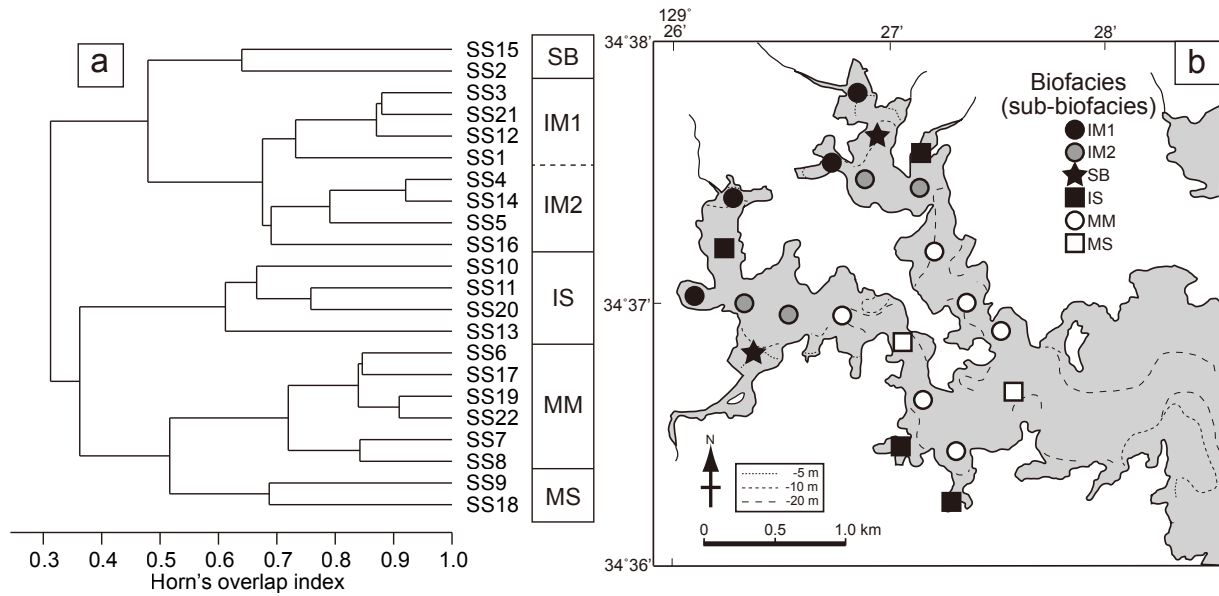 a
SS15
SS2
SS3
SS21
SS12
SS1
SS4
SS14
SS5
SS16
SS10
SS11
SS20
SS13
SS6
SS17
SS19
SS22
SS7
SS8
SS9
SS18
SB
IM1
IM2
IS
MM
MS
0.3 0.4 0.5 0.6 0.7 0.8 0.9 1.0
Horn's overlap index
b
129°
26' 27' 28'
34°38'
34°37'
34°36'
Biofacies
(sub-biofacies)
IM1
IM2
SB
IS
MM
MS
N
-5 m
-10 m
-20 m
0 0.5 1.0 km